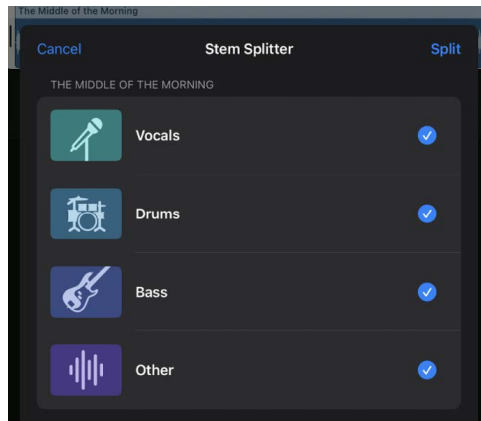 The Middle of the Morning
Cancel Stem Splitter Split
THE MIDDLE OF THE MORNING
Vocals
Drums
Bass
Other